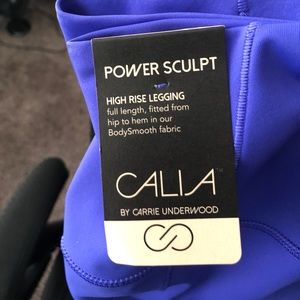 POWER SCULPT
HIGH RISE LEGGING
full length, fitted from
hip to hem in our
BodySmooth fabric
CALIA™
BY CARRIE UNDERWOOD